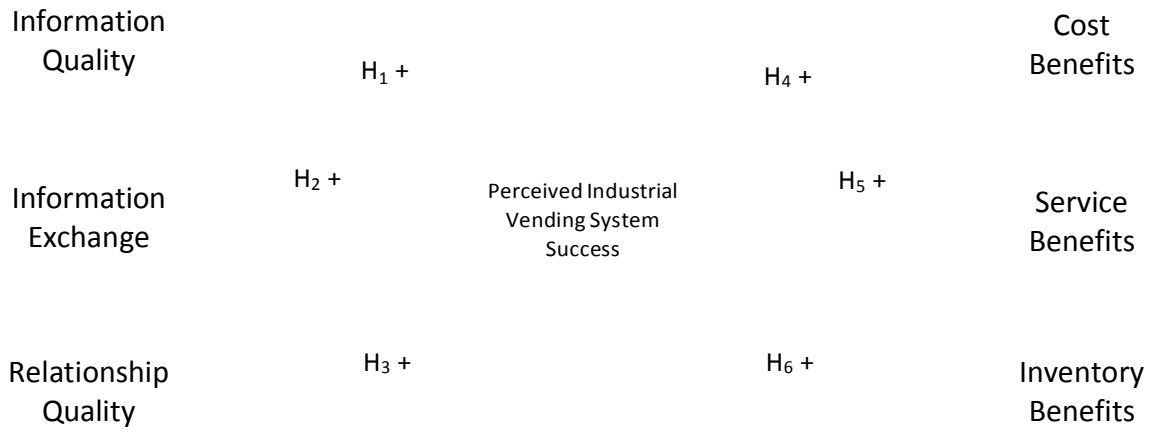 Information
Quality
H₁ +
H₄ +
Cost
Benefits
Information
Exchange
H₂ +
Perceived Industrial
Vending System
Success
H₅ +
Service
Benefits
Relationship
Quality
H₃ +
H₆ +
Inventory
Benefits